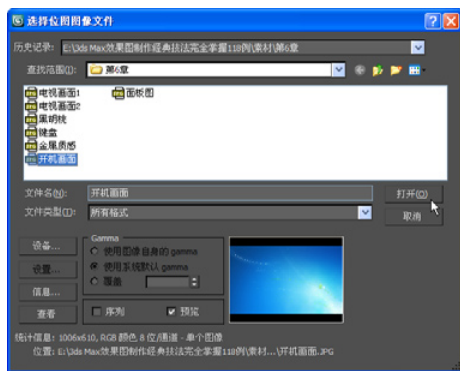 选择位图图像文件
历史记录: E:\3ds Max效果图制作经典技法完全掌握118例\素材\第6章
查找范围(I): 第6章
电视画面1 面板图
电视画面2
黑胡桃
键盘
金属质感
开机画面
文件名(N): 开机画面 打开(O)
文件类型(T): 所有格式 取消
设备... Gamma
使用图像自身的 gamma
设置... 使用系统默认 gamma
覆盖
信息...
查看 序列 预览
统计信息: 1006x610, RGB 颜色 8 位/通道 - 单个图像
位置: E:\3ds Max效果图制作经典技法完全掌握118例\素材...\开机画面.JPG